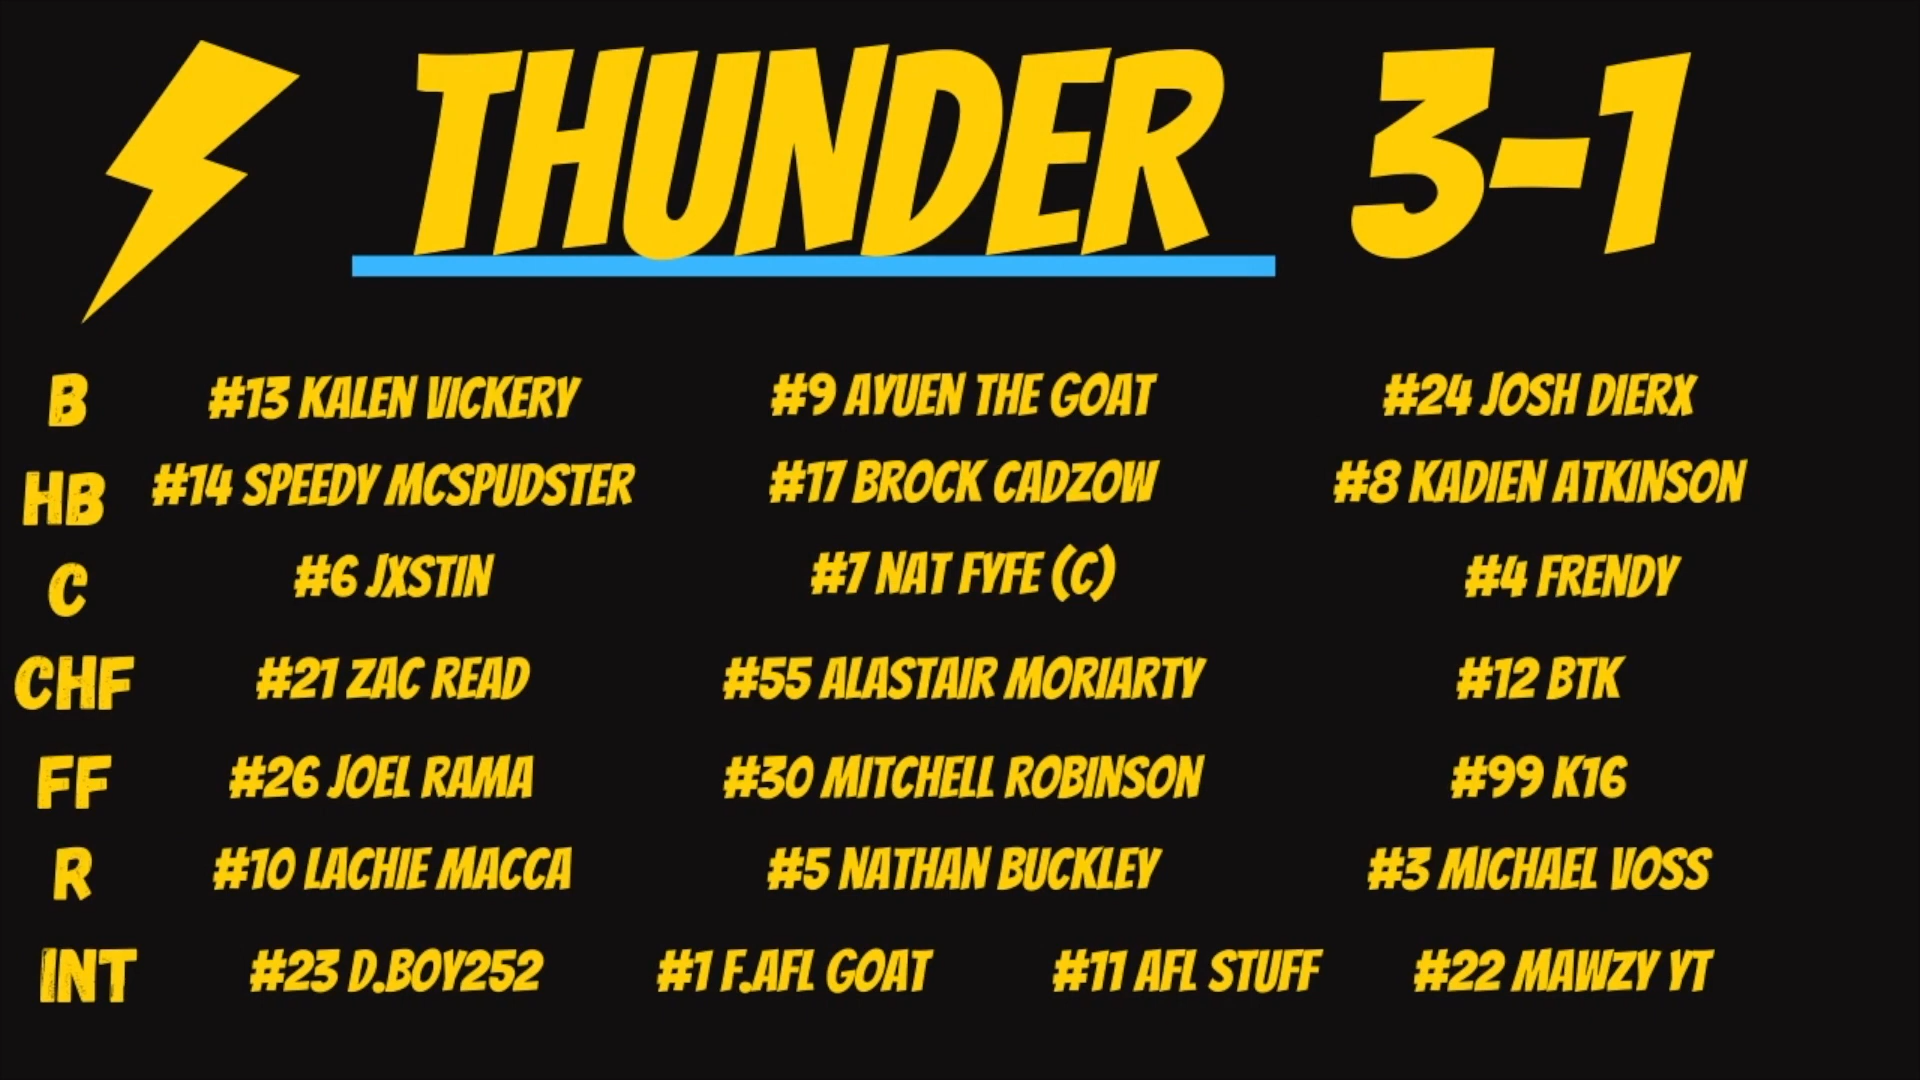 THUNDER 3-1
B #13 KALEN VICKERY #9 AYUEN THE GOAT #24 JOSH DIERX
HB #14 SPEEDY MCSPUDSTER #17 BROCK CADZOW #8 KADIEN ATKINSON
C #6 JXSTIN #7 NAT FYFE (C) #4 FRENDY
CHF #21 ZAC READ #55 ALASTAIR MORIARTY #12 BTK
FF #26 JOEL RAMA #30 MITCHELL ROBINSON #99 K16
R #10 LACHIE MACCA #5 NATHAN BUCKLEY #3 MICHAEL VOSS
INT #23 D.BOY252 #1 F.AFL GOAT #11 AFL STUFF #22 MAWZY YT